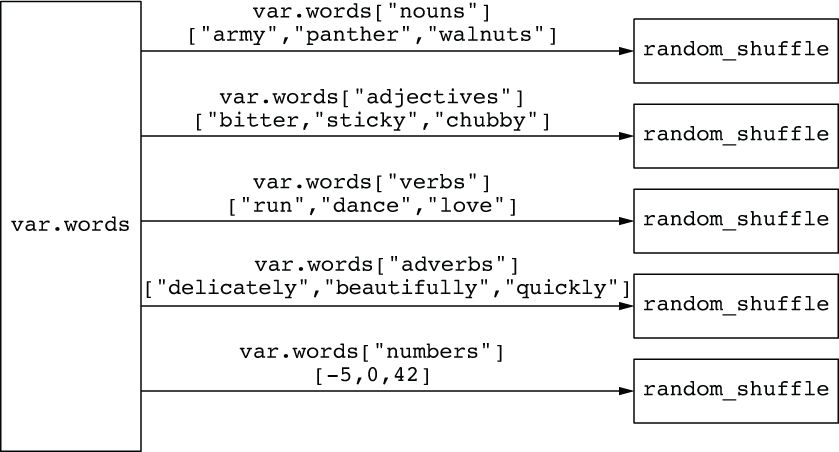 var.words["nouns"]
["army","panther","walnuts"]
random_shuffle
var.words["adjectives"]
["bitter,"sticky","chubby"]
random_shuffle
var.words["verbs"]
["run","dance","love"]
var.words
random_shuffle
var.words["adverbs"]
["delicately","beautifully","quickly"]
random_shuffle
var.words["numbers"]
[-5,0,42]
random_shuffle